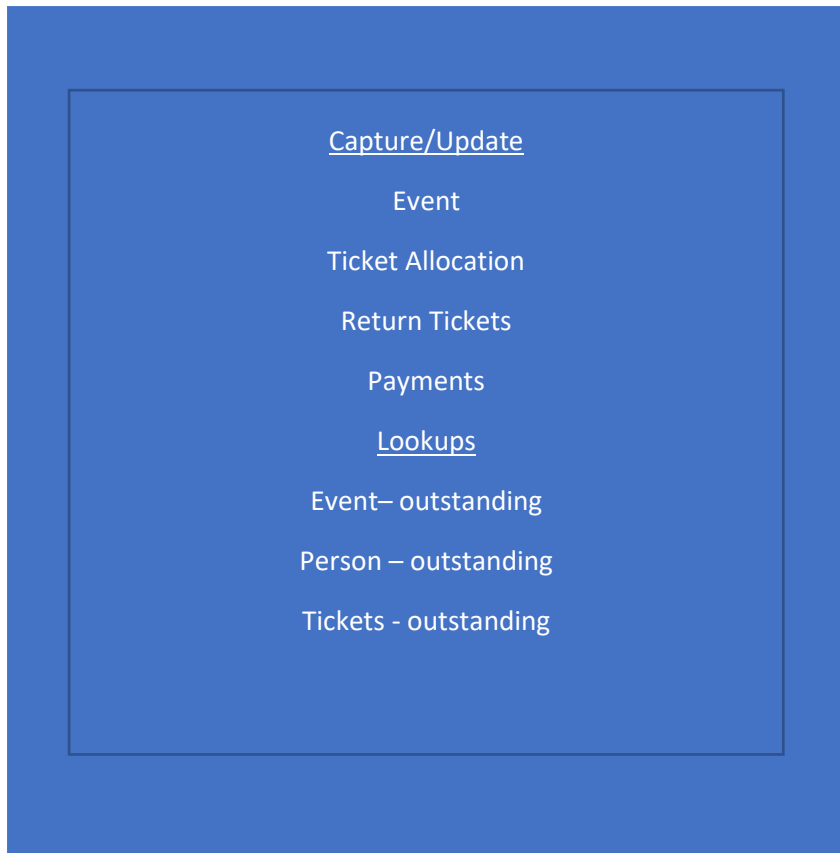 Capture/Update
Event
Ticket Allocation
Return Tickets
Payments
Lookups
Event– outstanding
Person – outstanding
Tickets - outstanding